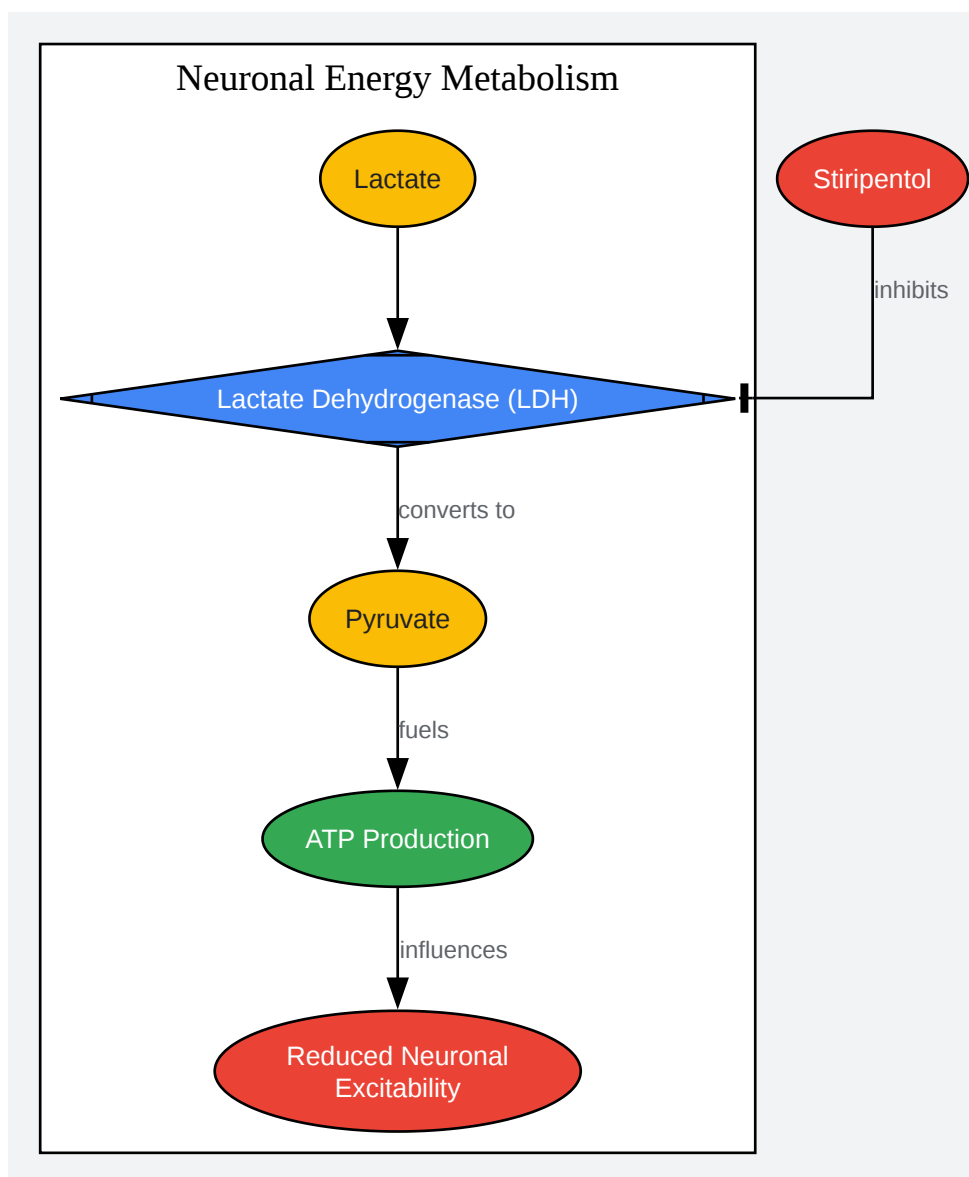 Neuronal Energy Metabolism
Lactate
Stiripentol
inhibits
Lactate Dehydrogenase (LDH)
converts to
Pyruvate
fuels
ATP Production
influences
Reduced Neuronal
Excitability